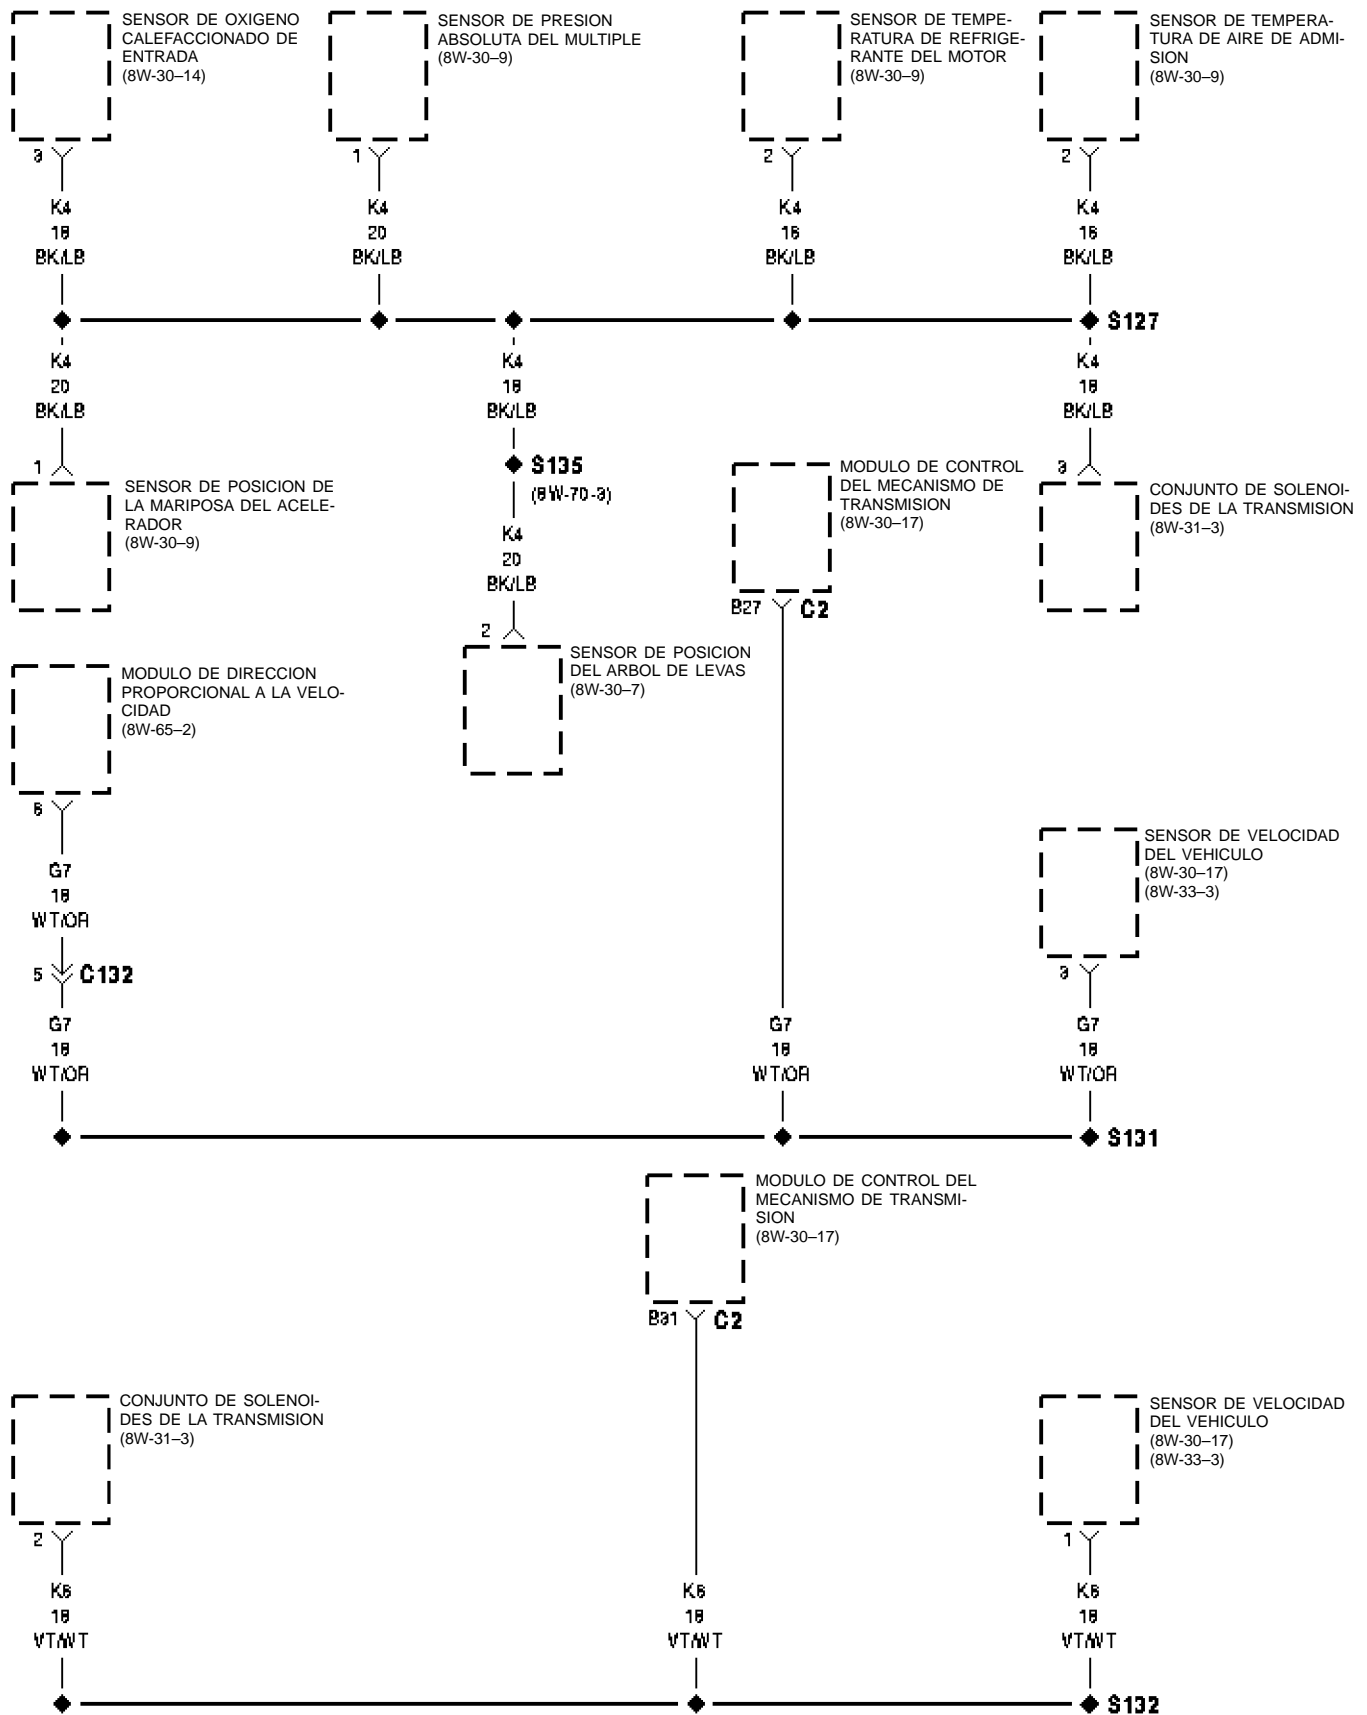 SENSOR DE OXIGENO
CALEFACCIONADO DE
ENTRADA
(8W-30–14)
SENSOR DE PRESION
ABSOLUTA DEL MULTIPLE
(8W-30–9)
SENSOR DE TEMPE-
RATURA DE REFRIGE-
RANTE DEL MOTOR
(8W-30–9)
SENSOR DE TEMPERA-
TURA DE AIRE DE ADMI-
SION
(8W-30–9)
3
1
2
2
K4
18
BK/LB
K4
20
BK/LB
K4
BK/LB
K4
BK/LB
S127
K4
20
BK/LB
K4
18
BK/LB
K4
18
BK/LB
1
S135
(8W-70-3)
3
SENSOR DE POSICION DE
LA MARIPOSA DEL ACELE-
RADOR
(8W-30–9)
MODULO DE CONTROL
DEL MECANISMO DE
TRANSMISION
(8W-30–17)
CONJUNTO DE SOLENOI-
DES DE LA TRANSMISION
(8W-31–3)
K4
20
BK/LB
B27
C2
2
MODULO DE DIRECCION
PROPORCIONAL A LA VELO-
CIDAD
(8W-65–2)
SENSOR DE POSICION
DEL ARBOL DE LEVAS
(8W-30–7)
SENSOR DE VELOCIDAD
DEL VEHICULO
(8W-30–17)
(8W-33–3)
G7
18
WT/OR
5
C132
3
G7
18
WT/OR
G7
18
WT/OR
G7
18
WT/OR
S131
MODULO DE CONTROL DEL
MECANISMO DE TRANSMI-
SION
(8W-30–17)
B31
C2
CONJUNTO DE SOLENOI-
DES DE LA TRANSMISION
(8W-31–3)
SENSOR DE VELOCIDAD
DEL VEHICULO
(8W-30–17)
(8W-33–3)
2
1
K6
18
VT/WT
K6
18
VT/WT
K6
18
VT/WT
S132